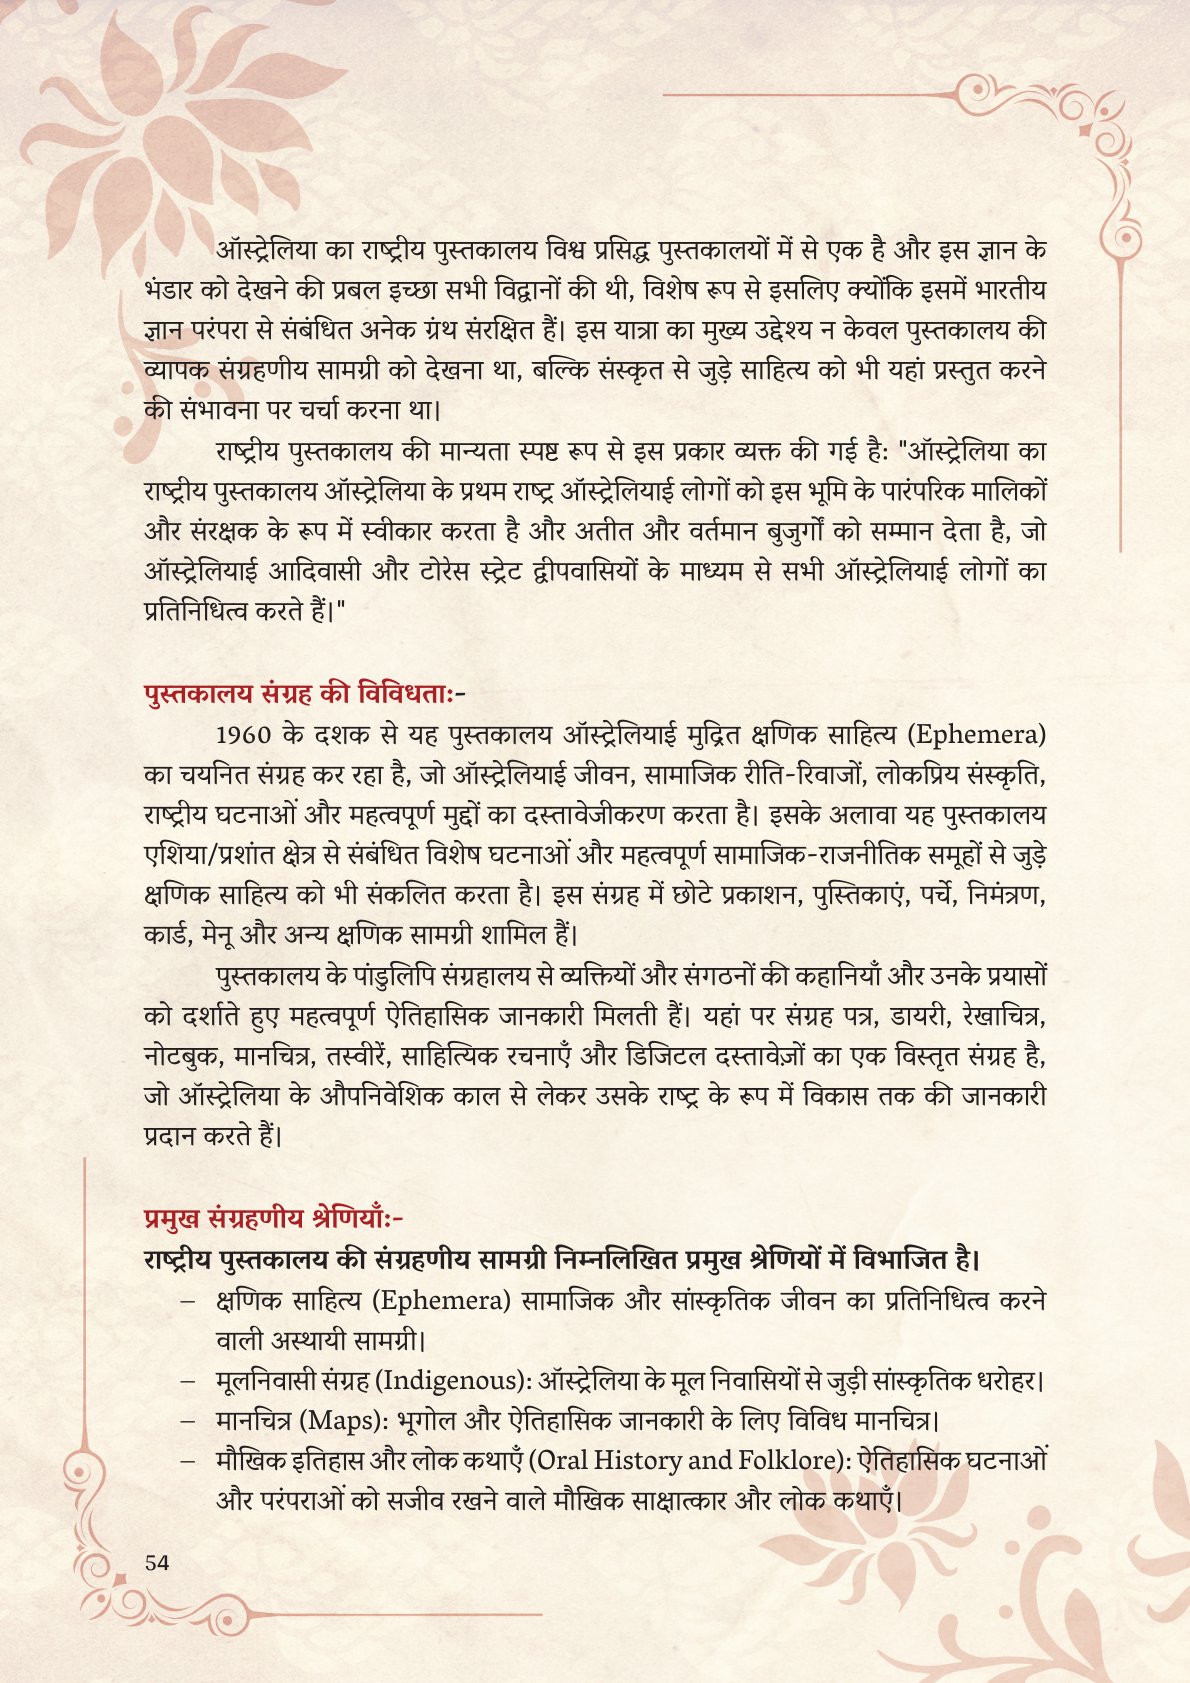 ऑस्ट्रेलिया का राष्ट्रीय पुस्तकालय विश्व प्रसिद्ध पुस्तकालयों में से एक है और इस ज्ञान के
भंडार को देखने की प्रबल इच्छा सभी विद्वानों की थी, विशेष रूप से इसलिए क्योंकि इसमें भारतीय
ज्ञान परंपरा से संबंधित अनेक ग्रंथ संरक्षित हैं। इस यात्रा का मुख्य उद्देश्य न केवल पुस्तकालय की
व्यापक संग्रहणीय सामग्री को देखना था, बल्कि संस्कृत से जुड़े साहित्य को भी यहां प्रस्तुत करने
की संभावना पर चर्चा करना था।
राष्ट्रीय पुस्तकालय की मान्यता स्पष्ट रूप से इस प्रकार व्यक्त की गई है: "ऑस्ट्रेलिया का
राष्ट्रीय पुस्तकालय ऑस्ट्रेलिया के प्रथम राष्ट्र ऑस्ट्रेलियाई लोगों को इस भूमि के पारंपरिक मालिकों
और संरक्षक के रूप में स्वीकार करता है और अतीत और वर्तमान बुजुर्गों को सम्मान देता है, जो
ऑस्ट्रेलियाई आदिवासी और टोरेस स्ट्रेट द्वीपवासियों के माध्यम से सभी ऑस्ट्रेलियाई लोगों का
प्रतिनिधित्व करते हैं।"
पुस्तकालय संग्रह की विविधता:-
1960 के दशक से यह पुस्तकालय ऑस्ट्रेलियाई मुद्रित क्षणिक साहित्य (Ephemera)
का चयनित संग्रह कर रहा है, जो ऑस्ट्रेलियाई जीवन, सामाजिक रीति-रिवाजों, लोकप्रिय संस्कृति,
राष्ट्रीय घटनाओं और महत्वपूर्ण मुद्दों का दस्तावेजीकरण करता है। इसके अलावा यह पुस्तकालय
एशिया/प्रशांत क्षेत्र से संबंधित विशेष घटनाओं और महत्वपूर्ण सामाजिक-राजनीतिक समूहों से जुड़े
क्षणिक साहित्य को भी संकलित करता है। इस संग्रह में छोटे प्रकाशन, पुस्तिकाएं, पर्चे, निमंत्रण,
कार्ड, मेनू और अन्य क्षणिक सामग्री शामिल हैं।
पुस्तकालय के पांडुलिपि संग्रहालय से व्यक्तियों और संगठनों की कहानियाँ और उनके प्रयासों
को दर्शाते हुए महत्वपूर्ण ऐतिहासिक जानकारी मिलती हैं। यहां पर संग्रह पत्र, डायरी, रेखाचित्र,
नोटबुक, मानचित्र, तस्वीरें, साहित्यिक रचनाएँ और डिजिटल दस्तावेज़ों का एक विस्तृत संग्रह है,
जो ऑस्ट्रेलिया के औपनिवेशिक काल से लेकर उसके राष्ट्र के रूप में विकास तक की जानकारी
प्रदान करते हैं।
प्रमुख संग्रहणीय श्रेणियाँ:-
राष्ट्रीय पुस्तकालय की संग्रहणीय सामग्री निम्नलिखित प्रमुख श्रेणियों में विभाजित है।
– क्षणिक साहित्य (Ephemera) सामाजिक और सांस्कृतिक जीवन का प्रतिनिधित्व करने
वाली अस्थायी सामग्री।
– मूलनिवासी संग्रह (Indigenous): ऑस्ट्रेलिया के मूल निवासियों से जुड़ी सांस्कृतिक धरोहर।
– मानचित्र (Maps): भूगोल और ऐतिहासिक जानकारी के लिए विविध मानचित्र।
– मौखिक इतिहास और लोक कथाएँ (Oral History and Folklore): ऐतिहासिक घटनाओं
और परंपराओं को सजीव रखने वाले मौखिक साक्षात्कार और लोक कथाएँ।
54